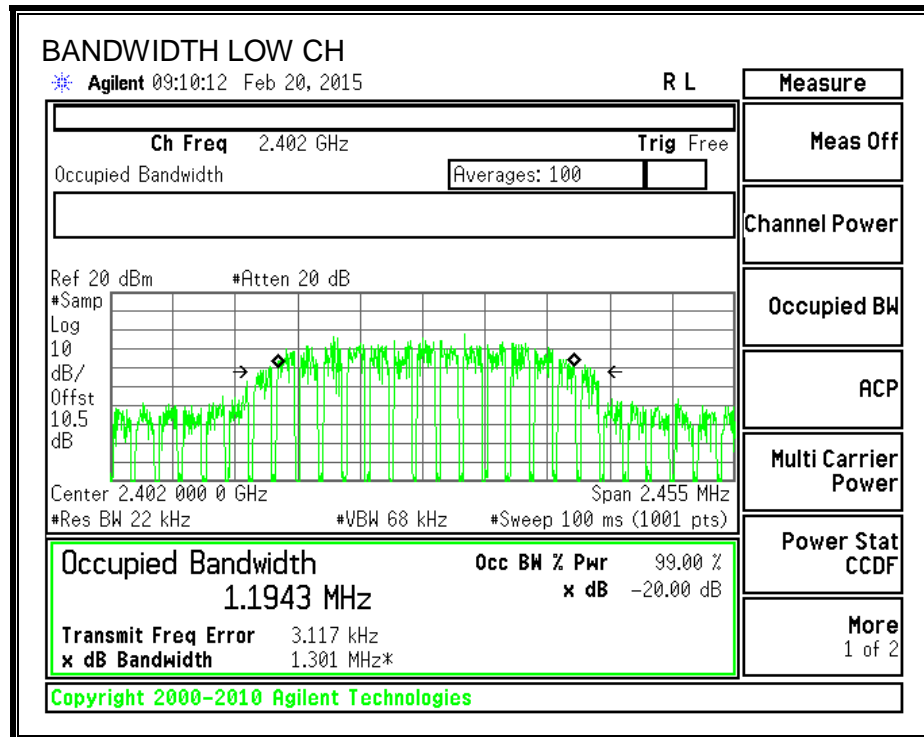 BANDWIDTH LOW CH
Agilent 09:10:12 Feb 20, 2015 R L
Measure
Ch Freq 2.402 GHz Trig Free
Meas Off
Occupied Bandwidth Averages: 100
Channel Power
Ref 20 dBm #Atten 20 dB
#Samp
Log
10
dB/
Offst
10.5
dB
Occupied BW
ACP
Multi Carrier
Power
Center 2.402 000 0 GHz Span 2.455 MHz
#Res BW 22 kHz #VBW 68 kHz #Sweep 100 ms (1001 pts)
Power Stat
CCDF
Occupied Bandwidth Occ BW % Pwr 99.00 %
1.1943 MHz x dB -20.00 dB
Transmit Freq Error 3.117 kHz
x dB Bandwidth 1.301 MHz*
More
1 of 2
Copyright 2000-2010 Agilent Technologies